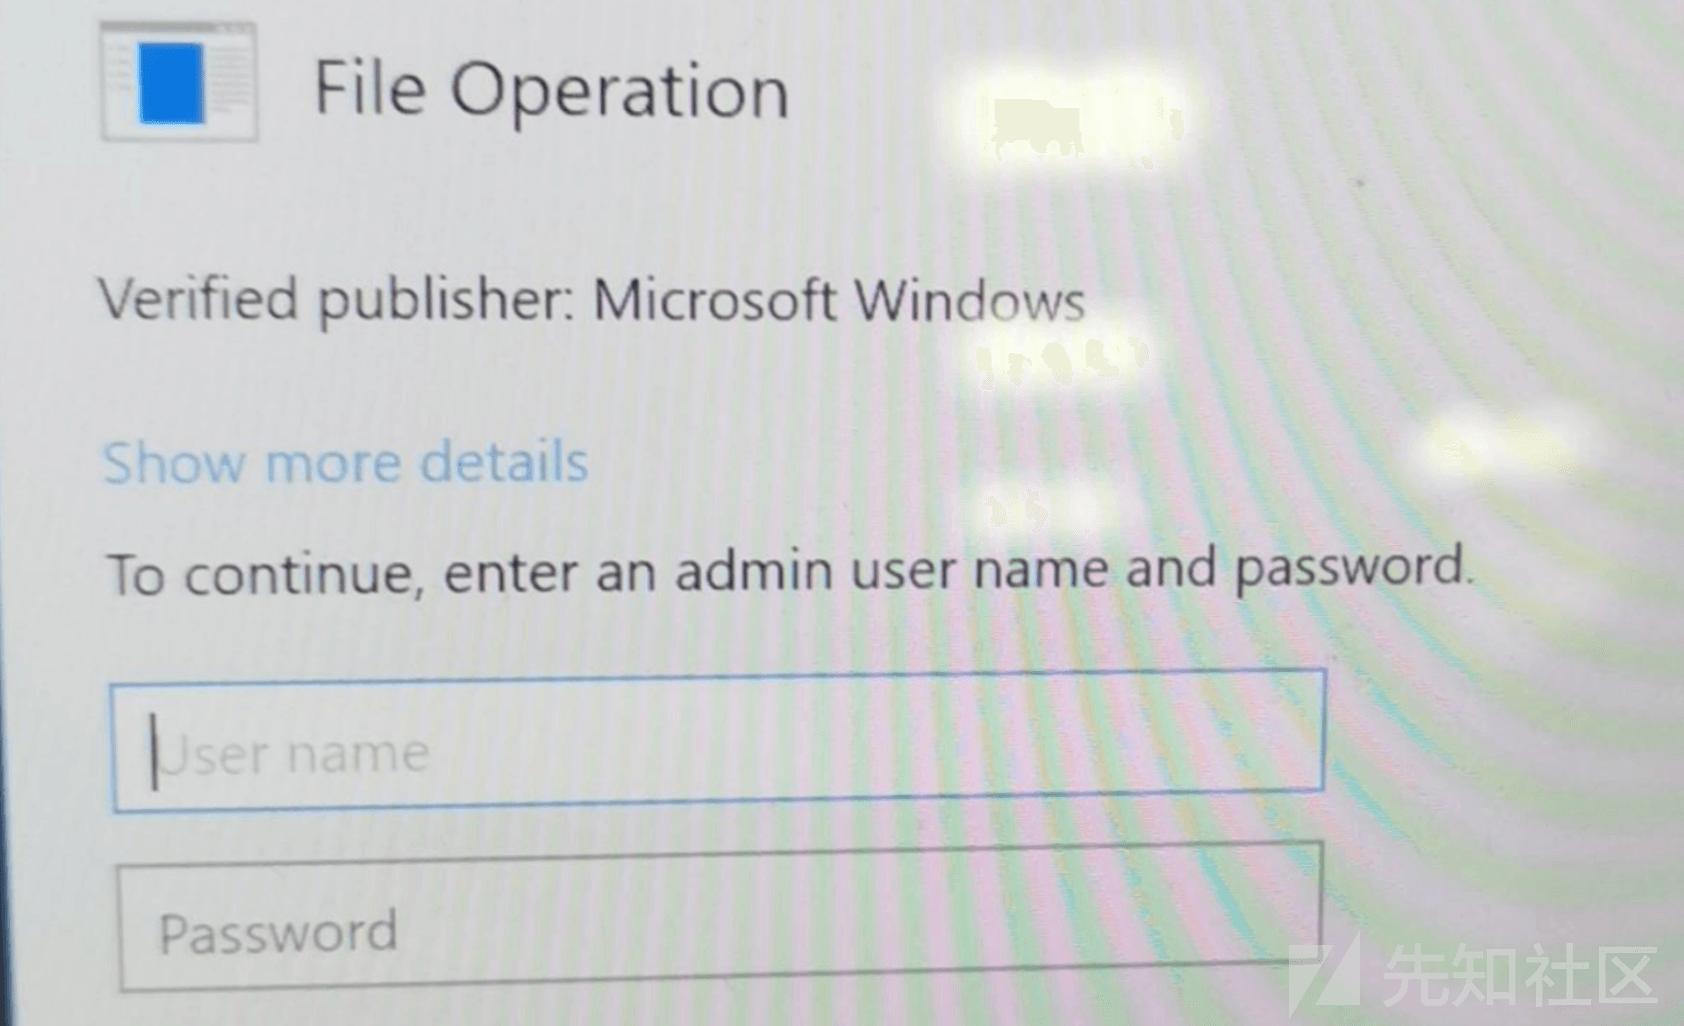 File Operation
Verified publisher: Microsoft Windows
Show more details
To continue, enter an admin user name and password.
User name
Password
先知社区